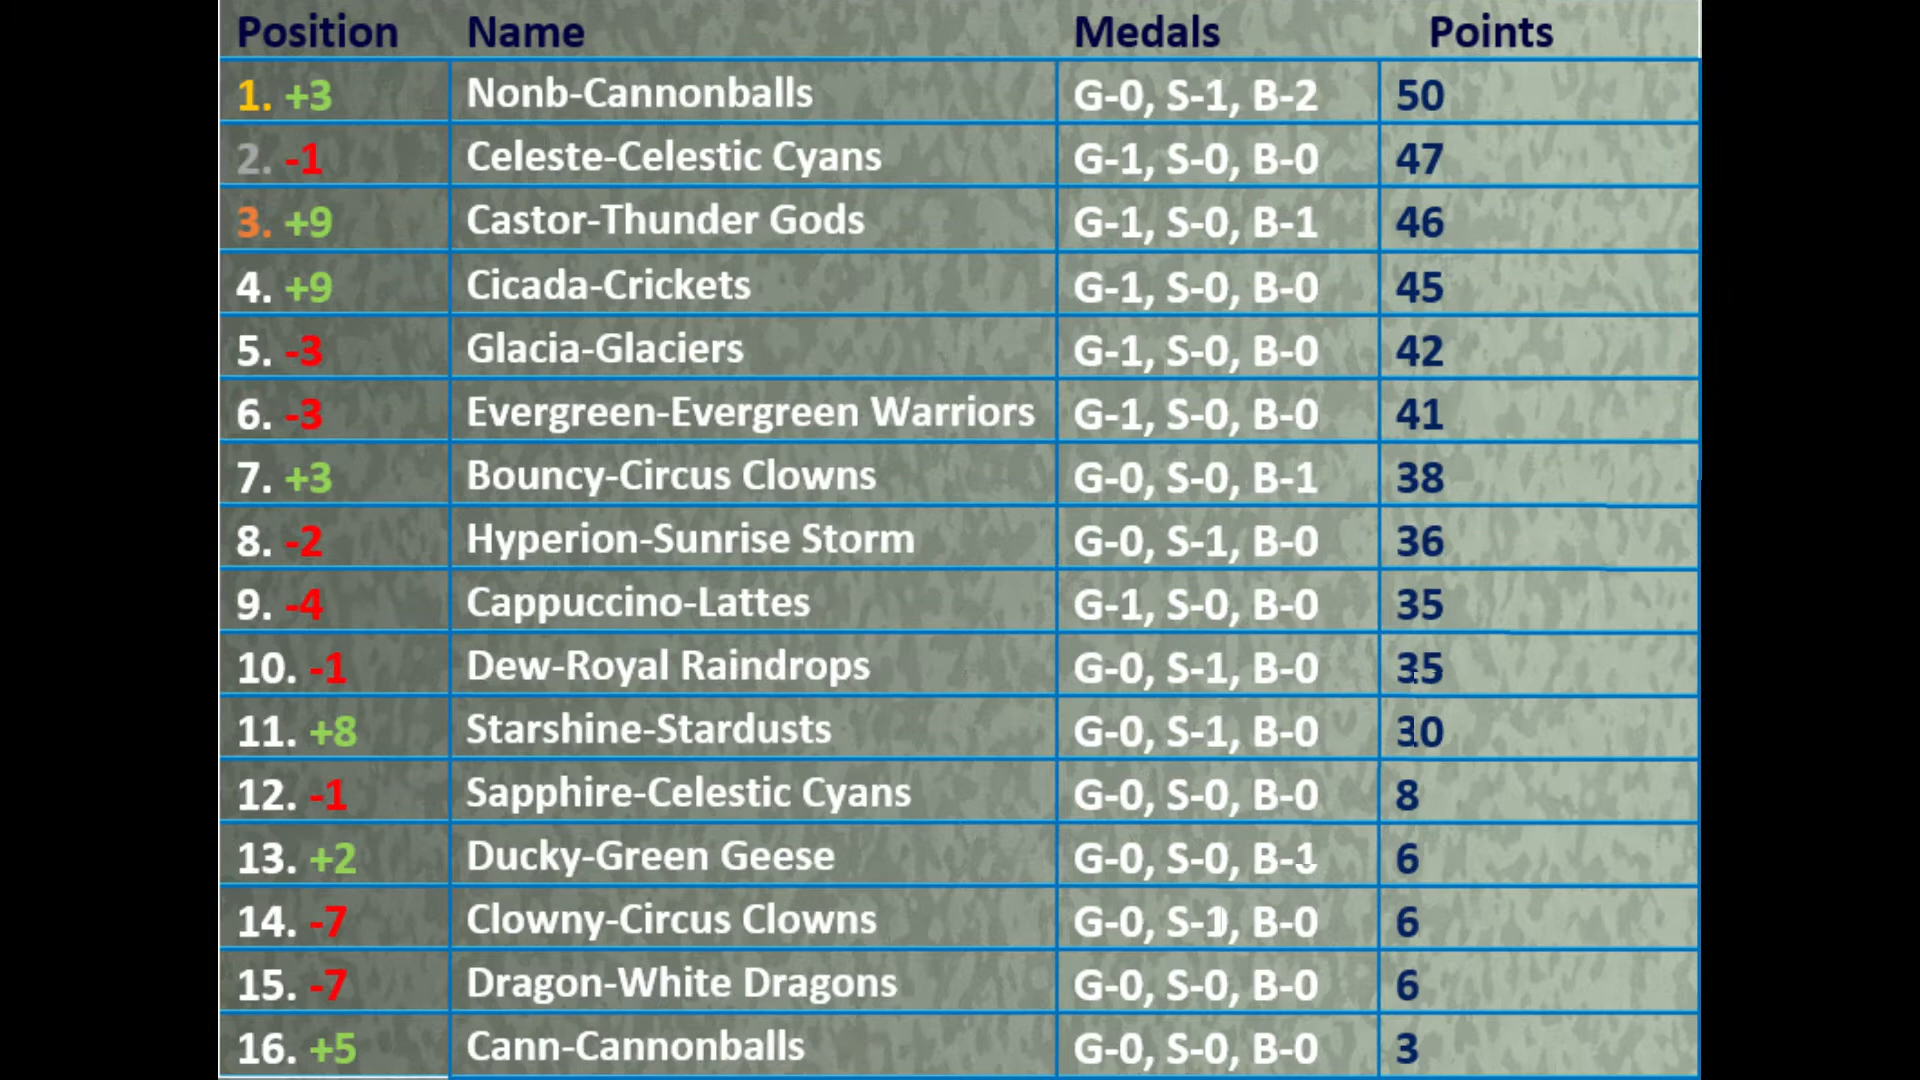 Position Name Medals Points
1. +3 Nonb-Cannonballs G-0, S-1, B-2 50
2. -1 Celeste-Celestic Cyans G-1, S-0, B-0 47
3. +9 Castor-Thunder Gods G-1, S-0, B-1 46
4. +9 Cicada-Crickets G-1, S-0, B-0 45
5. -3 Glacia-Glaciers G-1, S-0, B-0 42
6. -3 Evergreen-Evergreen Warriors G-1, S-0, B-0 41
7. +3 Bouncy-Circus Clowns G-0, S-0, B-1 38
8. -2 Hyperion-Sunrise Storm G-0, S-1, B-0 36
9. -4 Cappuccino-Lattes G-1, S-0, B-0 35
10. -1 Dew-Royal Raindrops G-0, S-1, B-0 35
11. +8 Starshine-Stardusts G-0, S-1, B-0 30
12. -1 Sapphire-Celestic Cyans G-0, S-0, B-0 8
13. +2 Ducky-Green Geese G-0, S-0, B-1 6
14. -7 Clowny-Circus Clowns G-0, S-1, B-0 6
15. -7 Dragon-White Dragons G-0, S-0, B-0 6
16. +5 Cann-Cannonballs G-0, S-0, B-0 3